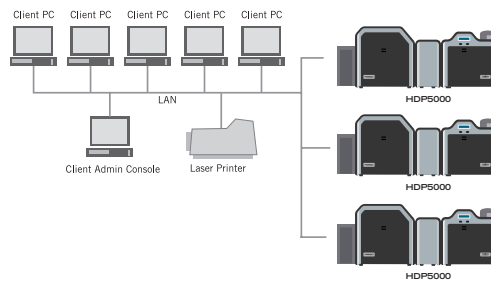 Client PC Client PC Client PC Client PC Client PC
LAN
HDP5000
Client Admin Console
Laser Printer
HDP5000
HDP5000